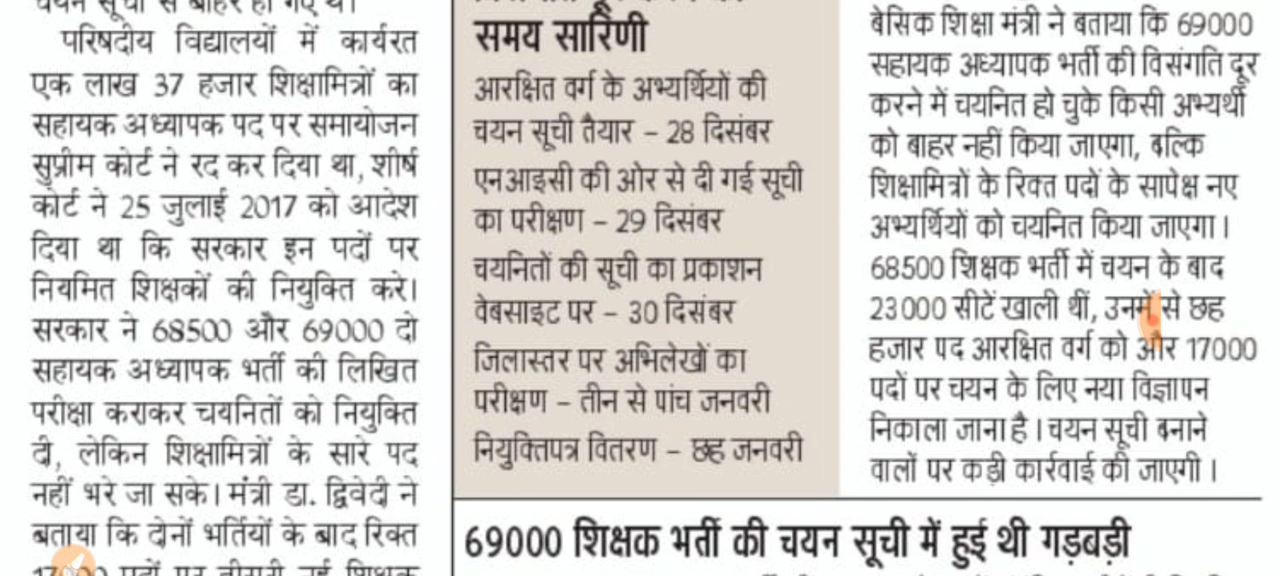 परिषदीय विद्यालयों में कार्यरत
एक लाख 37 हजार शिक्षामित्रों का
सहायक अध्यापक पद पर समायोजन
सुप्रीम कोर्ट ने रद कर दिया था, शीर्ष
कोर्ट ने 25 जुलाई 2017 को आदेश
दिया था कि सरकार इन पदों पर
नियमित शिक्षकों की नियुक्ति करे।
सरकार ने 68500 और 69000 दो
सहायक अध्यापक भर्ती की लिखित
परीक्षा कराकर चयनितों को नियुक्ति
दी, लेकिन शिक्षामित्रों के सारे पद
नहीं भरे जा सके। मंत्री डा. द्विवेदी ने
बताया कि दोनों भर्तियों के बाद रिक्त
समय सारिणी
आरक्षित वर्ग के अभ्यर्थियों की
चयन सूची तैयार – 28 दिसंबर
एनआइसी की ओर से दी गई सूची
का परीक्षण – 29 दिसंबर
चयनितों की सूची का प्रकाशन
वेबसाइट पर – 30 दिसंबर
जिलास्तर पर अभिलेखों का
परीक्षण – तीन से पांच जनवरी
नियुक्तिपत्र वितरण – छह जनवरी
बेसिक शिक्षा मंत्री ने बताया कि 69000
सहायक अध्यापक भर्ती की विसंगति दूर
करने में चयनित हो चुके किसी अभ्यर्थी
को बाहर नहीं किया जाएगा, बल्कि
शिक्षामित्रों के रिक्त पदों के सापेक्ष नए
अभ्यर्थियों को चयनित किया जाएगा।
68500 शिक्षक भर्ती में चयन के बाद
23000 सीटें खाली थीं, उनमें से छह
हजार पद आरक्षित वर्ग को और 17000
पदों पर चयन के लिए नया विज्ञापन
निकाला जाना है। चयन सूची बनाने
वालों पर कड़ी कार्रवाई की जाएगी।
69000 शिक्षक भर्ती की चयन सूची में हुई थी गड़बड़ी